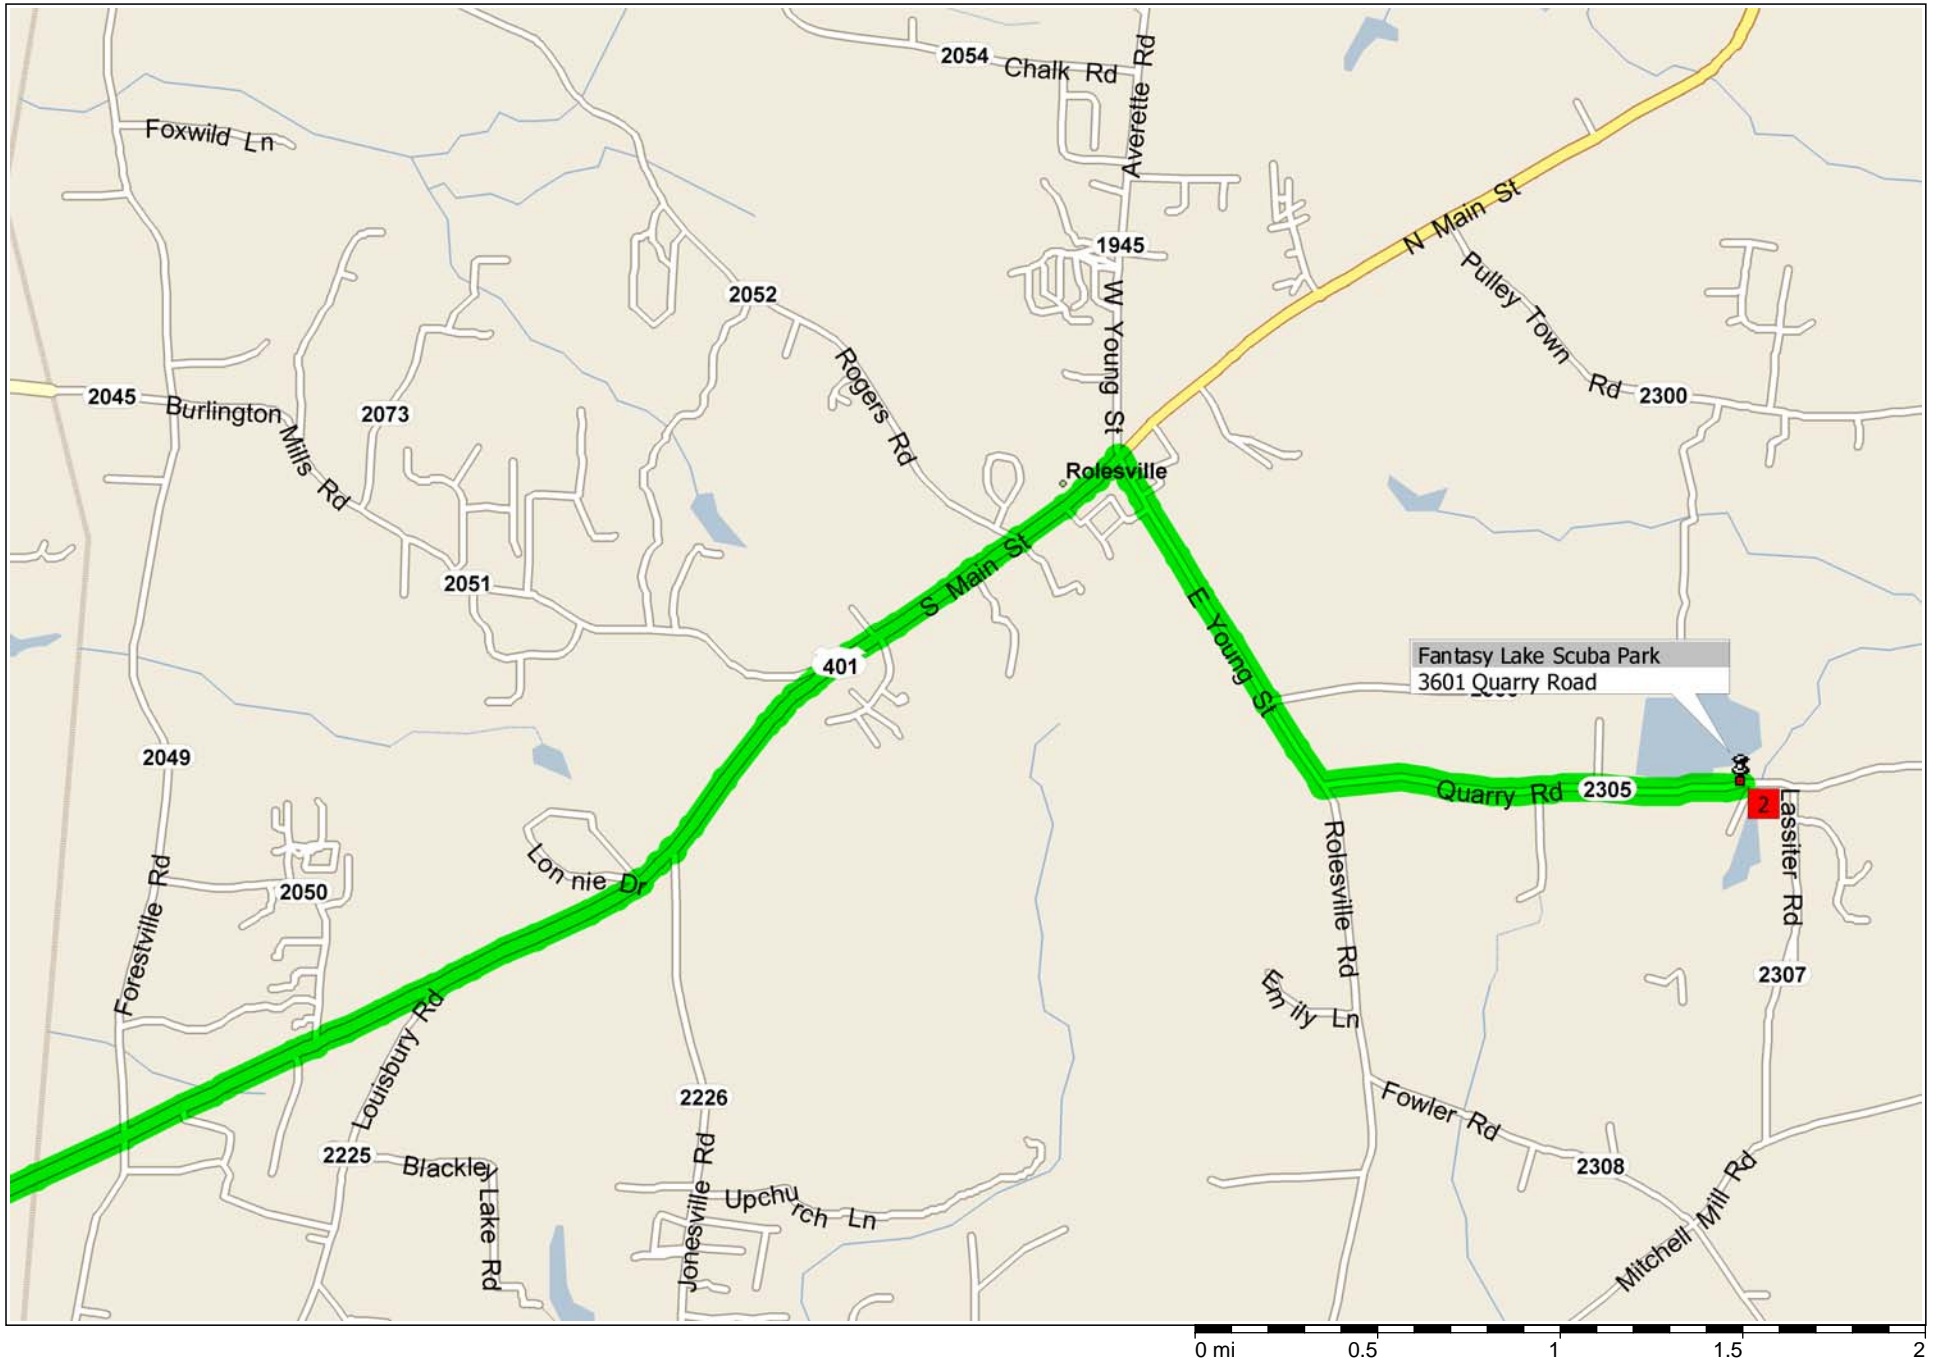 2054
Chalk Rd
Averette Rd
Foxwild Ln
N Main St
1945
Pulley Town Rd
2052
W Young St
2045
Burlington Mills Rd
2073
Rogers Rd
2300
Rolesville
2051
S Main St
E Young St
401
Fantasy Lake Scuba Park
3601 Quarry Road
2049
Quarry Rd
2305
2
Lassiter Rd
Lonnie Dr
2050
Forestville Rd
Rolesville Rd
2307
Emily Ln
Louisbury Rd
2226
Fowler Rd
2225
Blackley Lake Rd
2308
Jonesville Rd
Upchurch Ln
Mitchell Mill Rd
0 mi 0.5 1 1.5 2